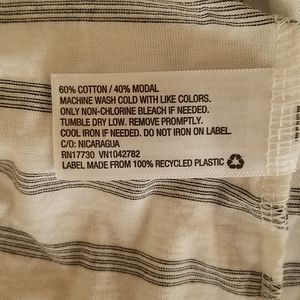 60% COTTON / 40% MODAL
MACHINE WASH COLD WITH LIKE COLORS.
ONLY NON-CHLORINE BLEACH IF NEEDED.
TUMBLE DRY LOW. REMOVE PROMPTLY.
COOL IRON IF NEEDED. DO NOT IRON ON LABEL.
C/O: NICARAGUA
RN17730 VN1042782
LABEL MADE FROM 100% RECYCLED PLASTIC